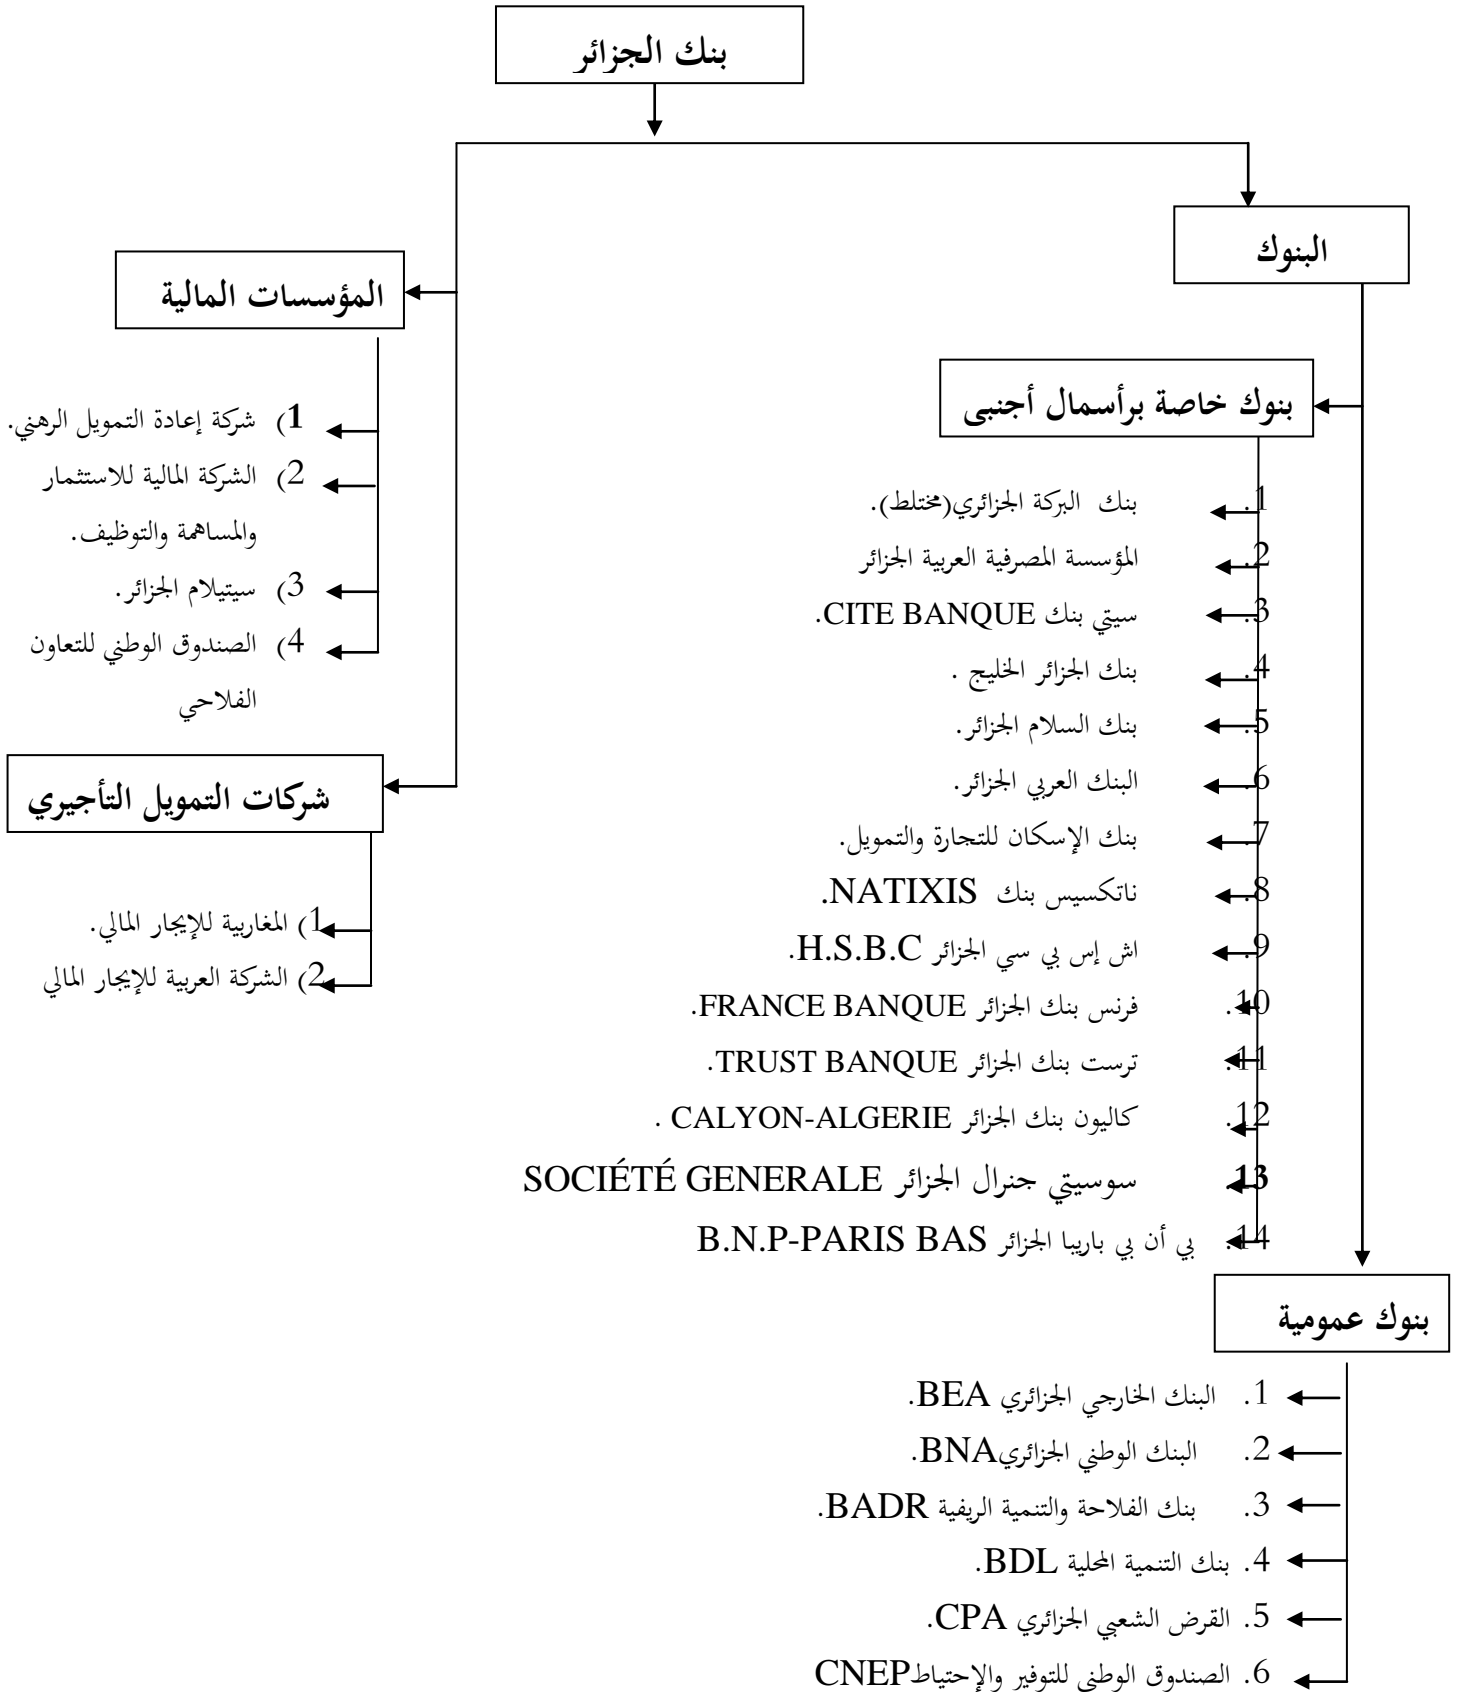 بنك الجزائر
البنوك
المؤسسات المالية
1) شركة إعادة التمويل الرهني.
2) الشركة المالية للاستثمار
والمساهمة والتوظيف.
3) سيتيلام الجزائر.
4) الصندوق الوطني للتعاون
الفلاحي
شركات التمويل التأجيري
1) المغاربية للإيجار المالي.
2) الشركة العربية للإيجار المالي
بنوك خاصة برأسمال أجنبي
1. بنك البركة الجزائري(مختلط).
2. المؤسسة المصرفية العربية الجزائر
3. سيتي بنك CITE BANQUE.
4. بنك الجزائر الخليج .
5. بنك السلام الجزائر.
6. البنك العربي الجزائر.
7. بنك الإسكان للتجارة والتمويل.
8. ناتكسيس بنك NATIXIS.
9. اش إس بي سي الجزائر H.S.B.C.
10. فرنس بنك الجزائر FRANCE BANQUE.
11. ترست بنك الجزائر TRUST BANQUE.
12. كاليون بنك الجزائر CALYON-ALGERIE .
13. سوسيتي جنرال الجزائر SOCIÉTÉ GENERALE
14. بي أن بي باريبا الجزائر B.N.P-PARIS BAS
بنوك عمومية
1. البنك الخارجي الجزائري BEA.
2. البنك الوطني الجزائريBNA.
3. بنك الفلاحة والتنمية الريفية BADR.
4. بنك التنمية المحلية BDL.
5. القرض الشعبي الجزائري CPA.
6. الصندوق الوطني للتوفير والإحتياطCNEP